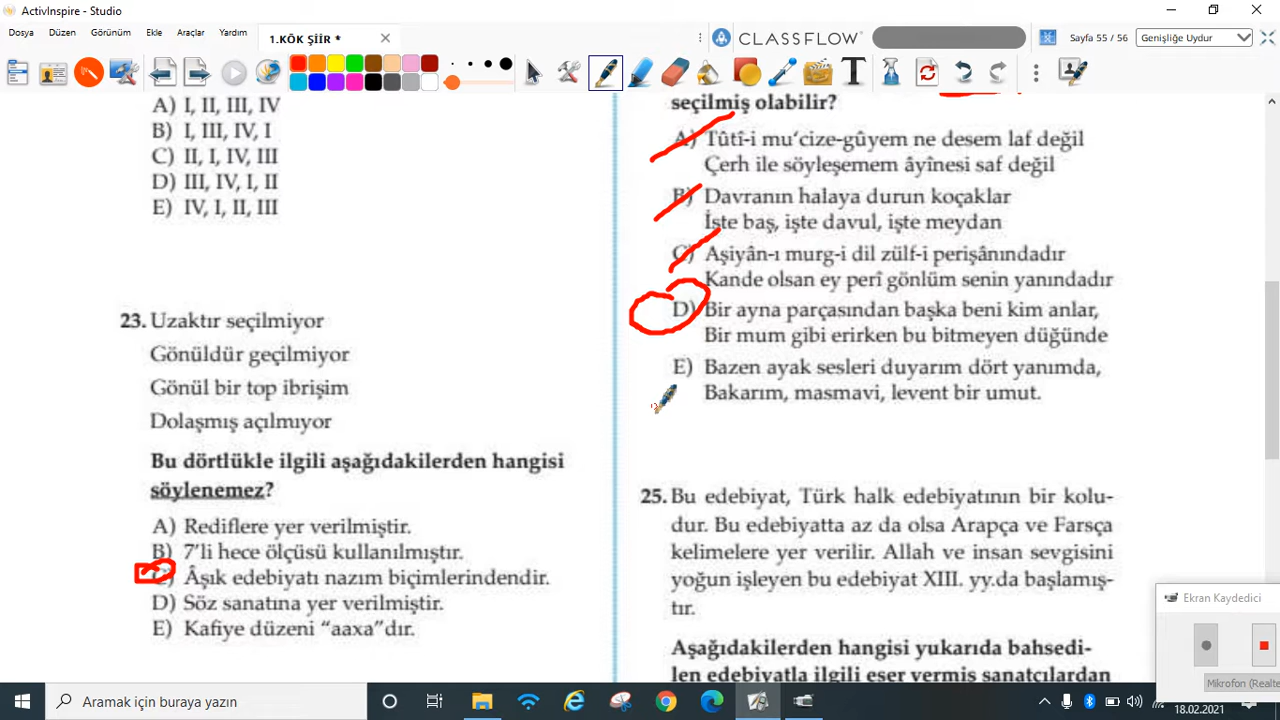 ActivInspire - Studio
Dosya Düzen Görünüm Ekle Araçlar Yardım
1.KÖK ŞİİR *
CLASSFLOW
Sayfa 55 / 56
Genişliğe Uydur
A) I, II, III, IV
B) I, III, IV, I
C) II, I, IV, III
D) III, IV, I, II
E) IV, I, II, III
23. Uzaktır seçilmiyor
Gönüldür geçilmiyor
Gönül bir top ibrişim
Dolaşmış açılmıyor
Bu dörtlükle ilgili aşağıdakilerden hangisi
söylenemez?
A) Rediflere yer verilmiştir.
B) 7'li hece ölçüsü kullanılmıştır.
C) Âşık edebiyatı nazım biçimlerindendir.
D) Söz sanatına yer verilmiştir.
E) Kafiye düzeni “aaxa”dır.
seçilmiş olabilir?
A) Tûtî-i mu‘cize-gûyem ne desem laf değil
Çerh ile söyleşemem âyînesi saf değil
B) Davranın halaya durun koçaklar
İşte baş, işte davul, işte meydan
C) Aşiyân-ı murg-i dil zülf-i perişânındadır
Kande olsan ey perî gönlüm senin yanındadır
D) Bir ayna parçasından başka beni kim anlar,
Bir mum gibi erirken bu bitmeyen düğünde
E) Bazen ayak sesleri duyarım dört yanımda,
Bakarım, masmavi, levent bir umut.
25. Bu edebiyat, Türk halk edebiyatının bir kolu-
dur. Bu edebiyatta az da olsa Arapça ve Farsça
kelimelere yer verilir. Allah ve insan sevgisini
yoğun işleyen bu edebiyat XIII. yy.da başlamış-
tır.
Aşağıdakilerden hangisi yukarıda bahsedi-
len edebiyatla ilgili eser vermiş sanatçılardan
Ekran Kaydedici
Mikrofon (Realte
Aramak için buraya yazın
18.02.2021